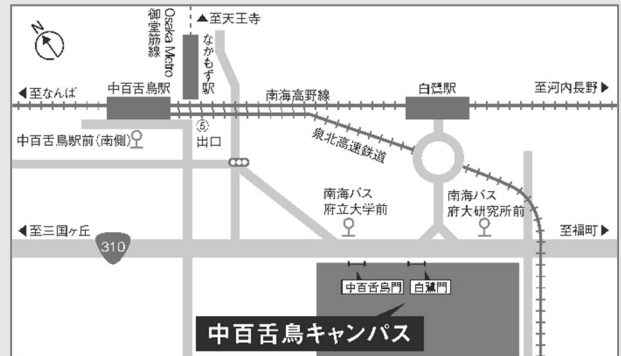 N
▲至天王寺
Osaka Metro
御堂筋線
なかもず駅
◀至なんば
中百舌鳥駅
南海高野線
白鷺駅
至河内長野▶
中百舌鳥駅前(南側)
⑤
出口
泉北高速鉄道
南海バス
府立大学前
南海バス
府大研究所前
◀至三国ヶ丘
310
至福町▶
中百舌鳥門
白鷺門
中百舌鳥キャンパス